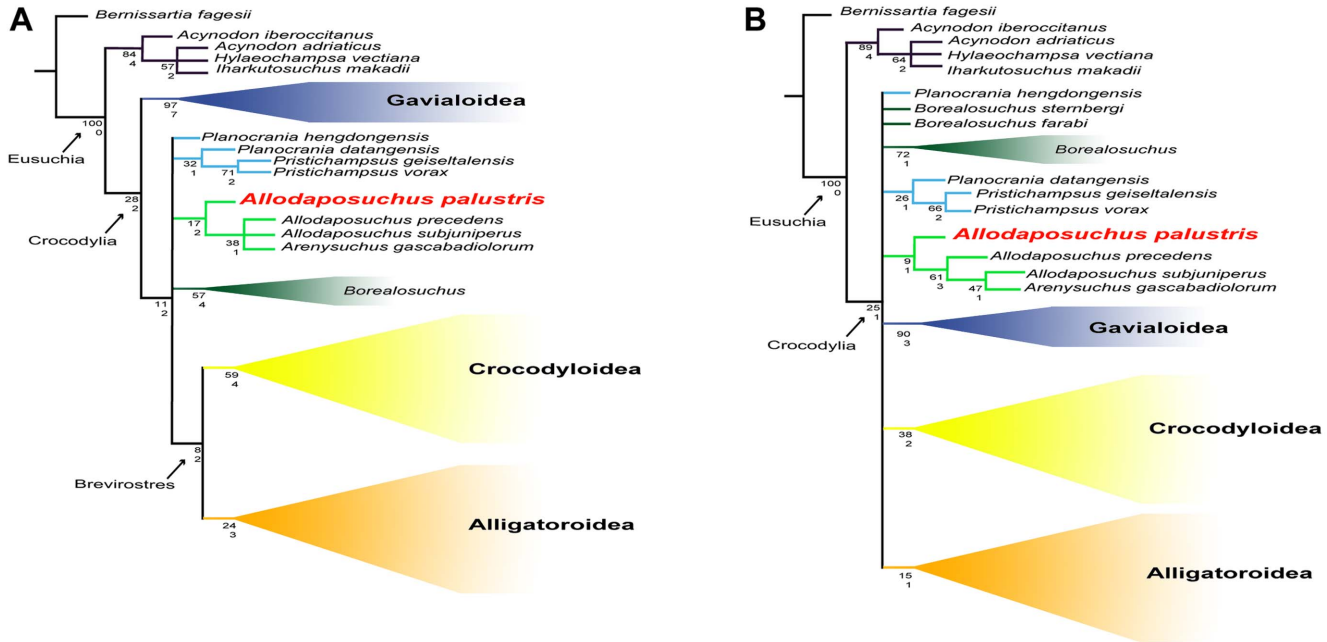 A
Bernissartia fagesii
Acynodon iberoccitanus
84
4
Acynodon adriaticus
Hylaeochampsa vectiana
57
2
Iharkutosuchus makadii
Gavialoidea
97
7
100
0
Eusuchia
Planocrania hengdongensis
Planocrania datangensis
32
1
Pristichampsus geiseltalensis
71
2
Pristichampsus vorax
28
2
Crocodylia
Allodaposuchus palustris
17
2
Allodaposuchus precedens
Allodaposuchus subjuniperus
38
1
Arenysuchus gascabadiolorum
Borealosuchus
57
4
11
2
Crocodyloidea
59
4
8
2
Brevirostres
Alligatoroidea
24
3
B
Bernissartia fagesii
Acynodon iberoccitanus
89
4
Acynodon adriaticus
Hylaeochampsa vectiana
64
2
Iharkutosuchus makadii
Planocrania hengdongensis
Borealosuchus sternbergi
Borealosuchus farabi
Borealosuchus
72
1
100
0
Eusuchia
Planocrania datangensis
26
1
Pristichampsus geiseltalensis
66
2
Pristichampsus vorax
Allodaposuchus palustris
9
1
Allodaposuchus precedens
61
3
Allodaposuchus subjuniperus
47
1
Arenysuchus gascabadiolorum
25
1
Crocodylia
Gavialoidea
90
3
Crocodyloidea
38
2
Alligatoroidea
15
1